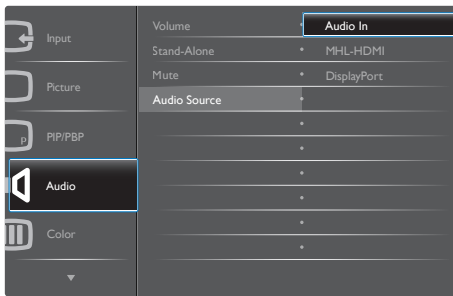 Input
Picture
P
PIP/PBP
Audio
Color
Volume
Stand-Alone
Mute
Audio Source
Audio In
MHL-HDMI
DisplayPort